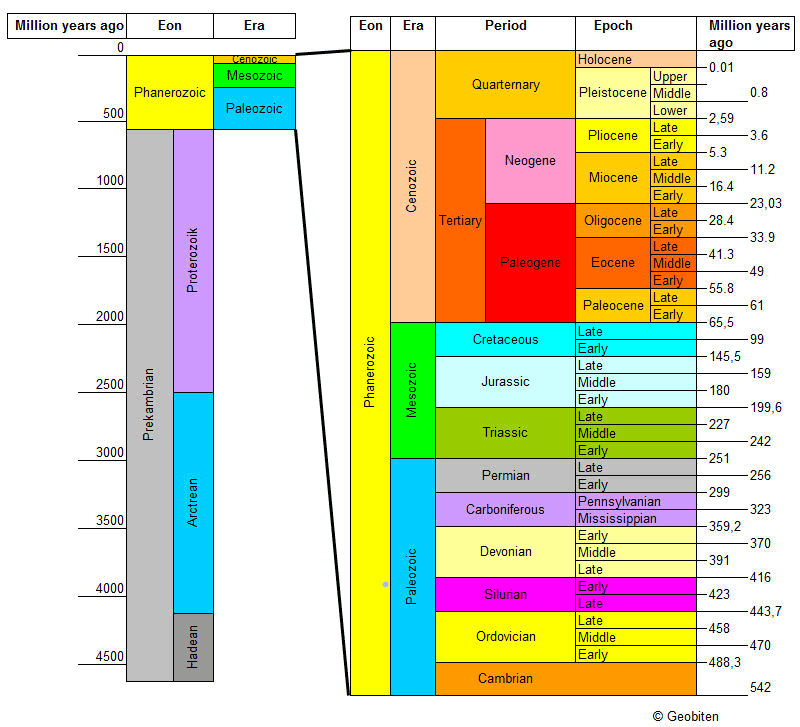 Million years ago Eon Era
0
500
1000
1500
2000
2500
3000
3500
4000
4500
Phanerozoic
Cenozoic
Mesozoic
Paleozoic
Prekambrian
Proterozoik
Arctrean
Hadean
Eon Era Period Epoch Million years
ago
Phanerozoic
Cenozoic
Mesozoic
Paleozoic
Quarternary
Tertiary
Neogene
Paleogene
Holocene
Pleistocene
Upper
Middle
Lower
Pliocene
Late
Early
Miocene
Late
Middle
Early
Oligocene
Late
Early
Eocene
Late
Middle
Early
Paleocene
Late
Early
Cretaceous
Late
Early
Jurassic
Late
Middle
Early
Triassic
Late
Middle
Early
Permian
Late
Early
Carboniferous
Pennsylvanian
Mississippian
Devonian
Early
Middle
Late
Silurian
Early
Late
Ordovician
Late
Middle
Early
Cambrian
0.01
0.8
2,59
3.6
5.3
11.2
16.4
23,03
28.4
33.9
41.3
49
55.8
61
65,5
99
145,5
159
180
199,6
227
242
251
256
299
323
359,2
370
391
416
423
443,7
458
470
488,3
542
© Geobiten